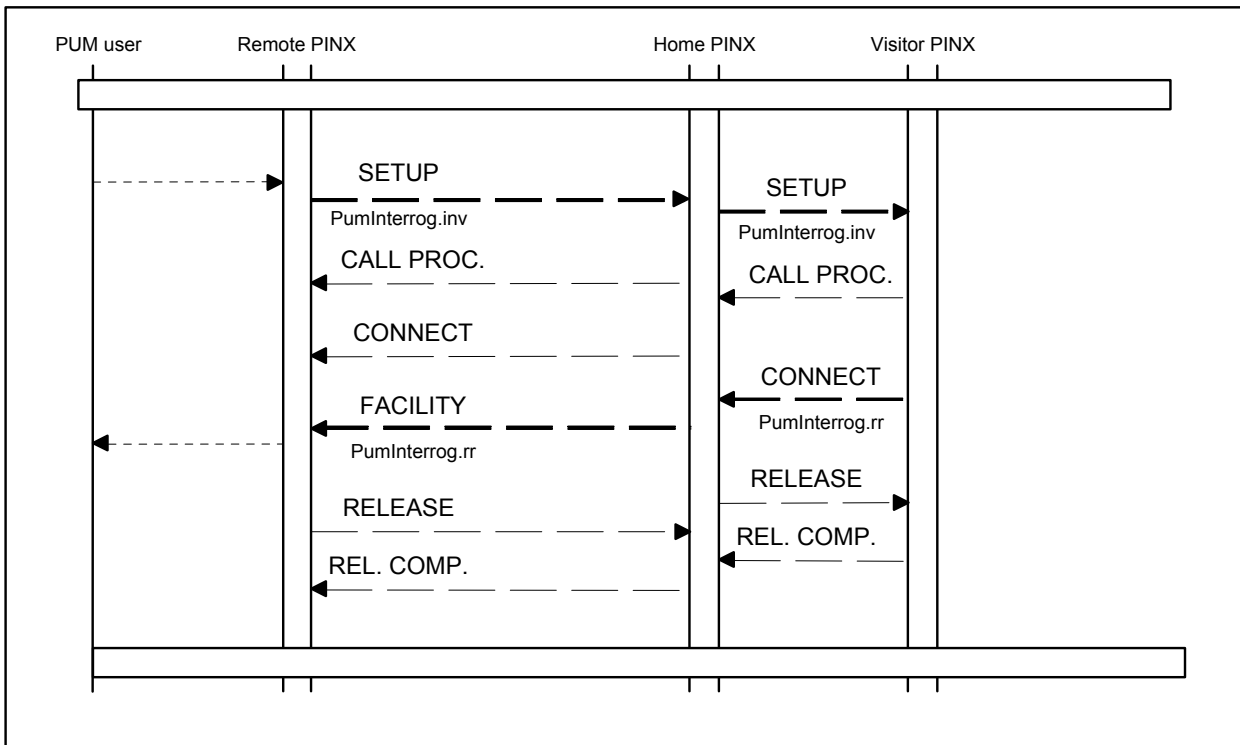 PUM user Remote PINX Home PINX Visitor PINX
SETUP
SETUP
PumInterrog.inv
PumInterrog.inv
CALL PROC.
CALL PROC.
CONNECT
CONNECT
FACILITY
PumInterrog.rr
PumInterrog.rr
RELEASE
RELEASE
REL. COMP.
REL. COMP.